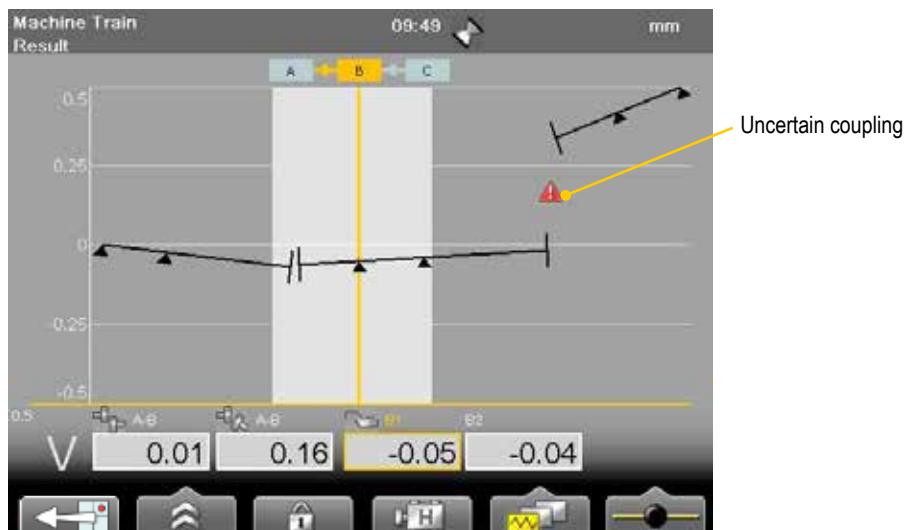 Machine Train 09:49 mm
Result
A B C
0.5
0.25
Uncertain coupling
0
-0.25
-0.5
0.5 A-B A-B B1 B2
V 0.01 0.16 -0.05 -0.04
1 H